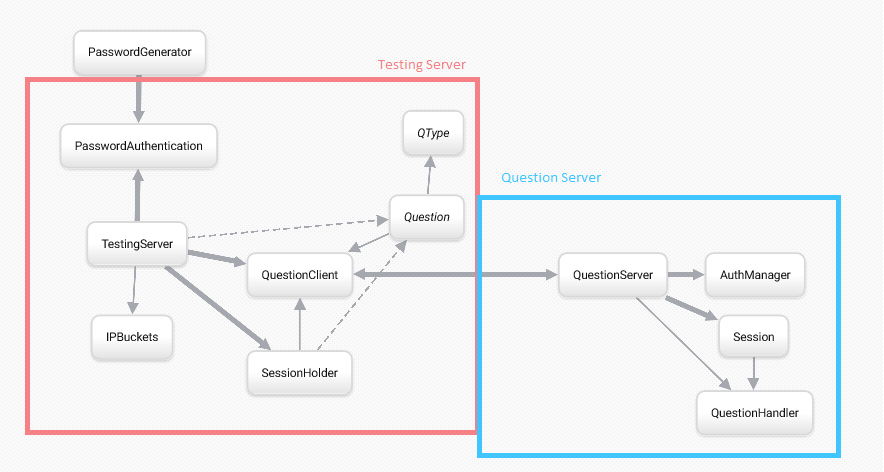 PasswordGenerator
Testing Server
PasswordAuthentication
QType
Question Server
Question
TestingServer
QuestionClient
QuestionServer
AuthManager
IPBuckets
Session
SessionHolder
QuestionHandler